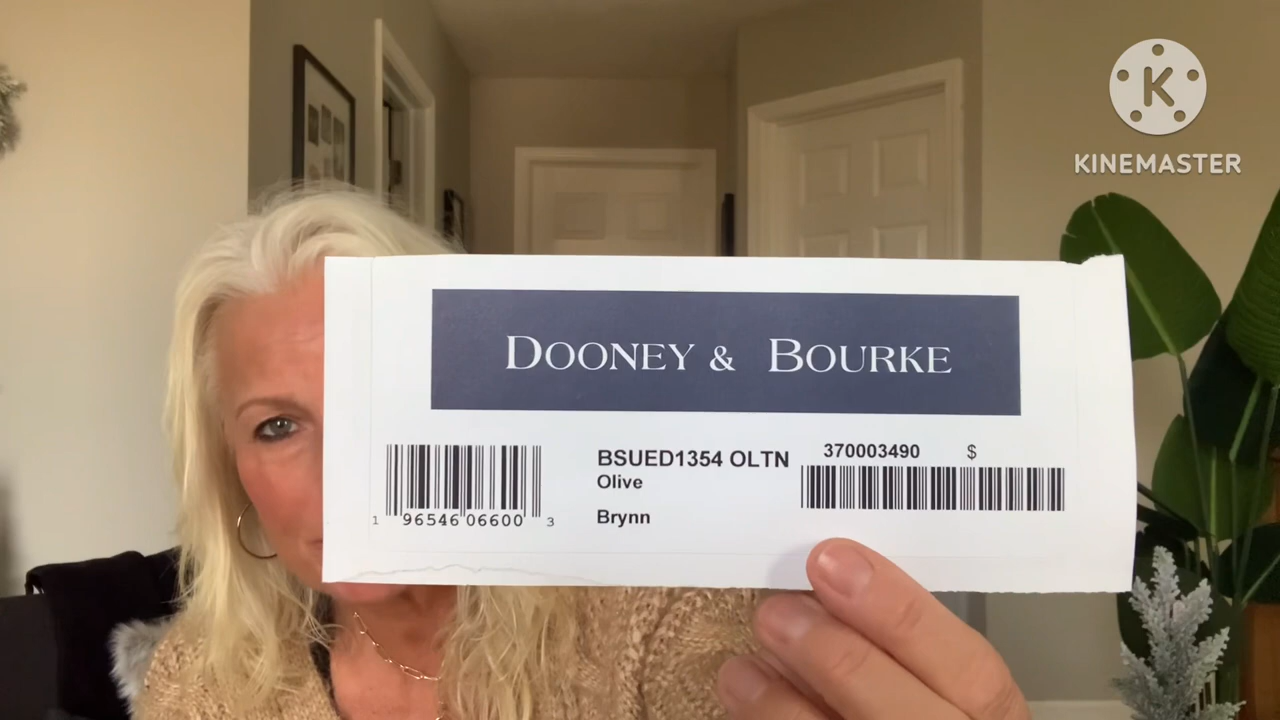 K
KINEMASTER
DOONEY & BOURKE
BSUED1354 OLTN
370003490 $
Olive
Brynn
1 96546 06600 3